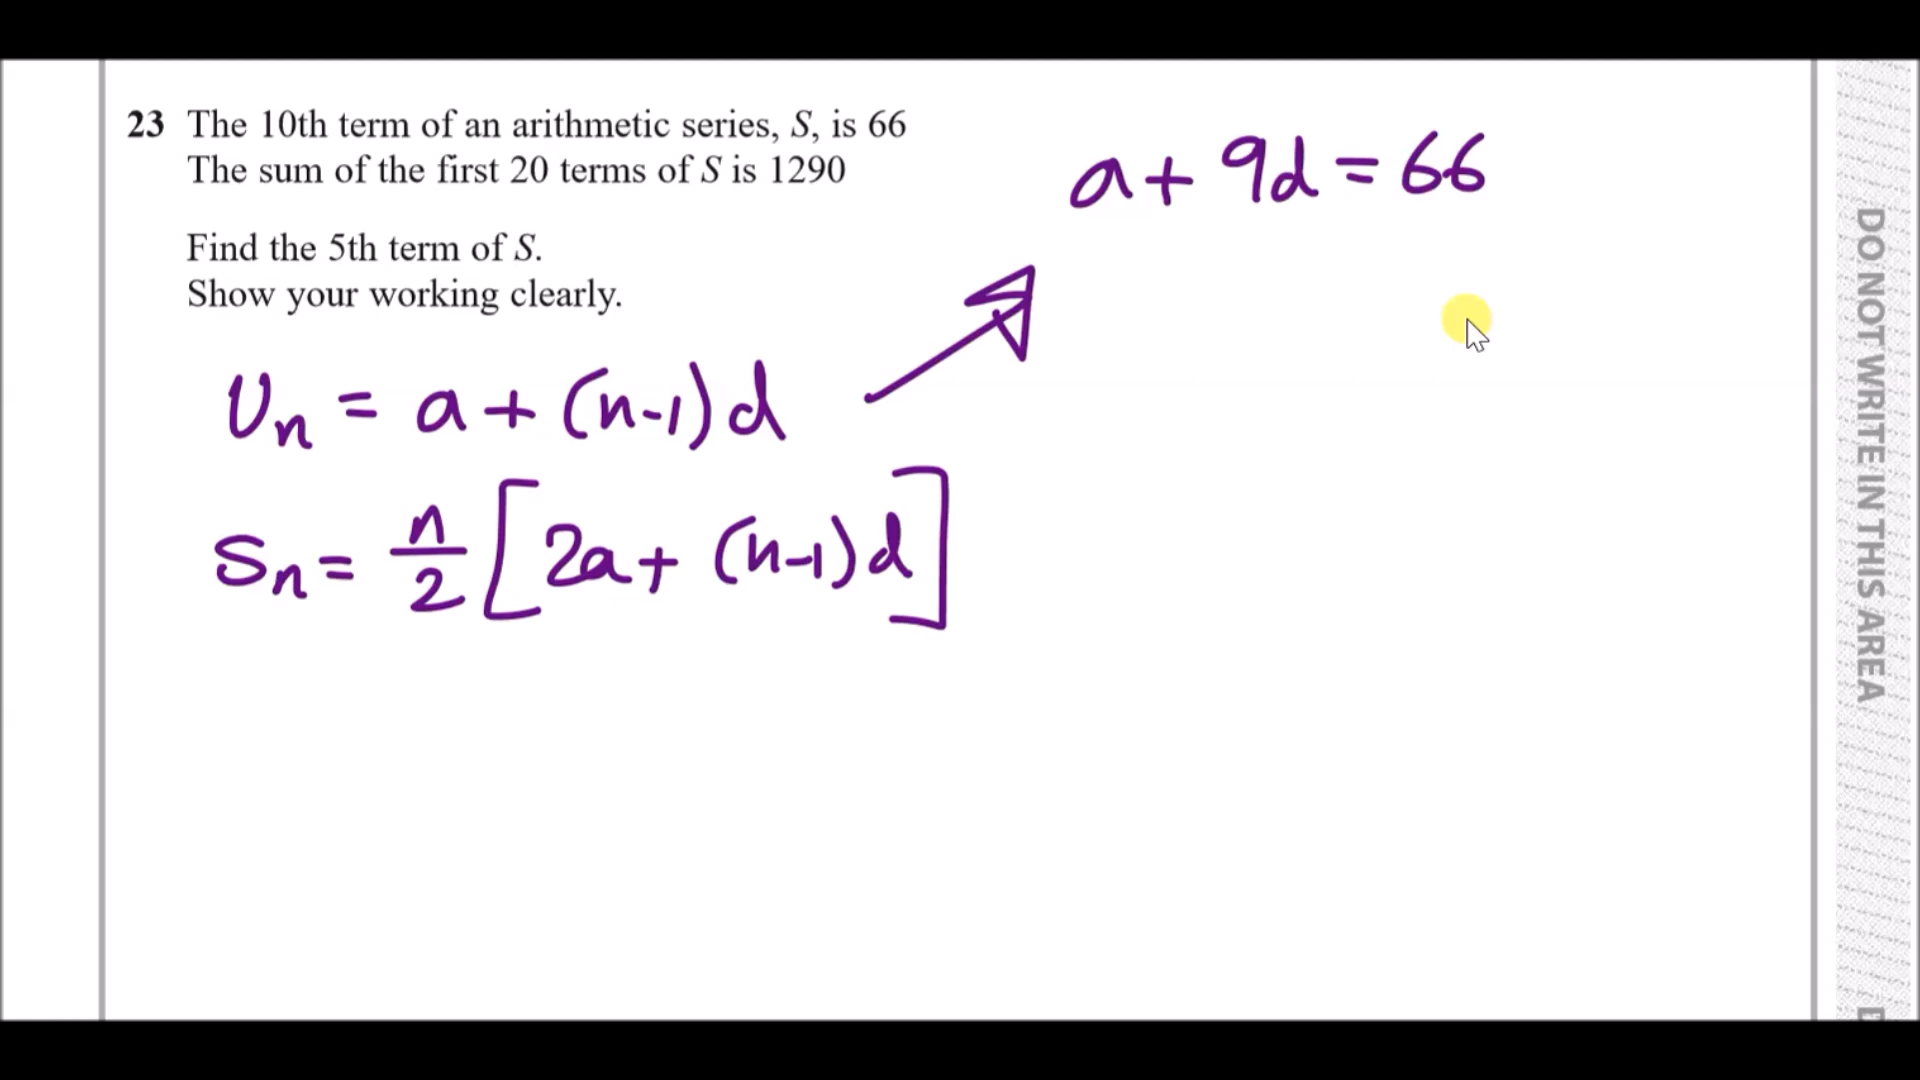 23 The 10th term of an arithmetic series, S, is 66
The sum of the first 20 terms of S is 1290
Find the 5th term of S.
Show your working clearly.
a + 9d = 66
Un = a + (n-1)d
Sn = n/2 [2a + (n-1)d]
DO NOT WRITE IN THIS AREA